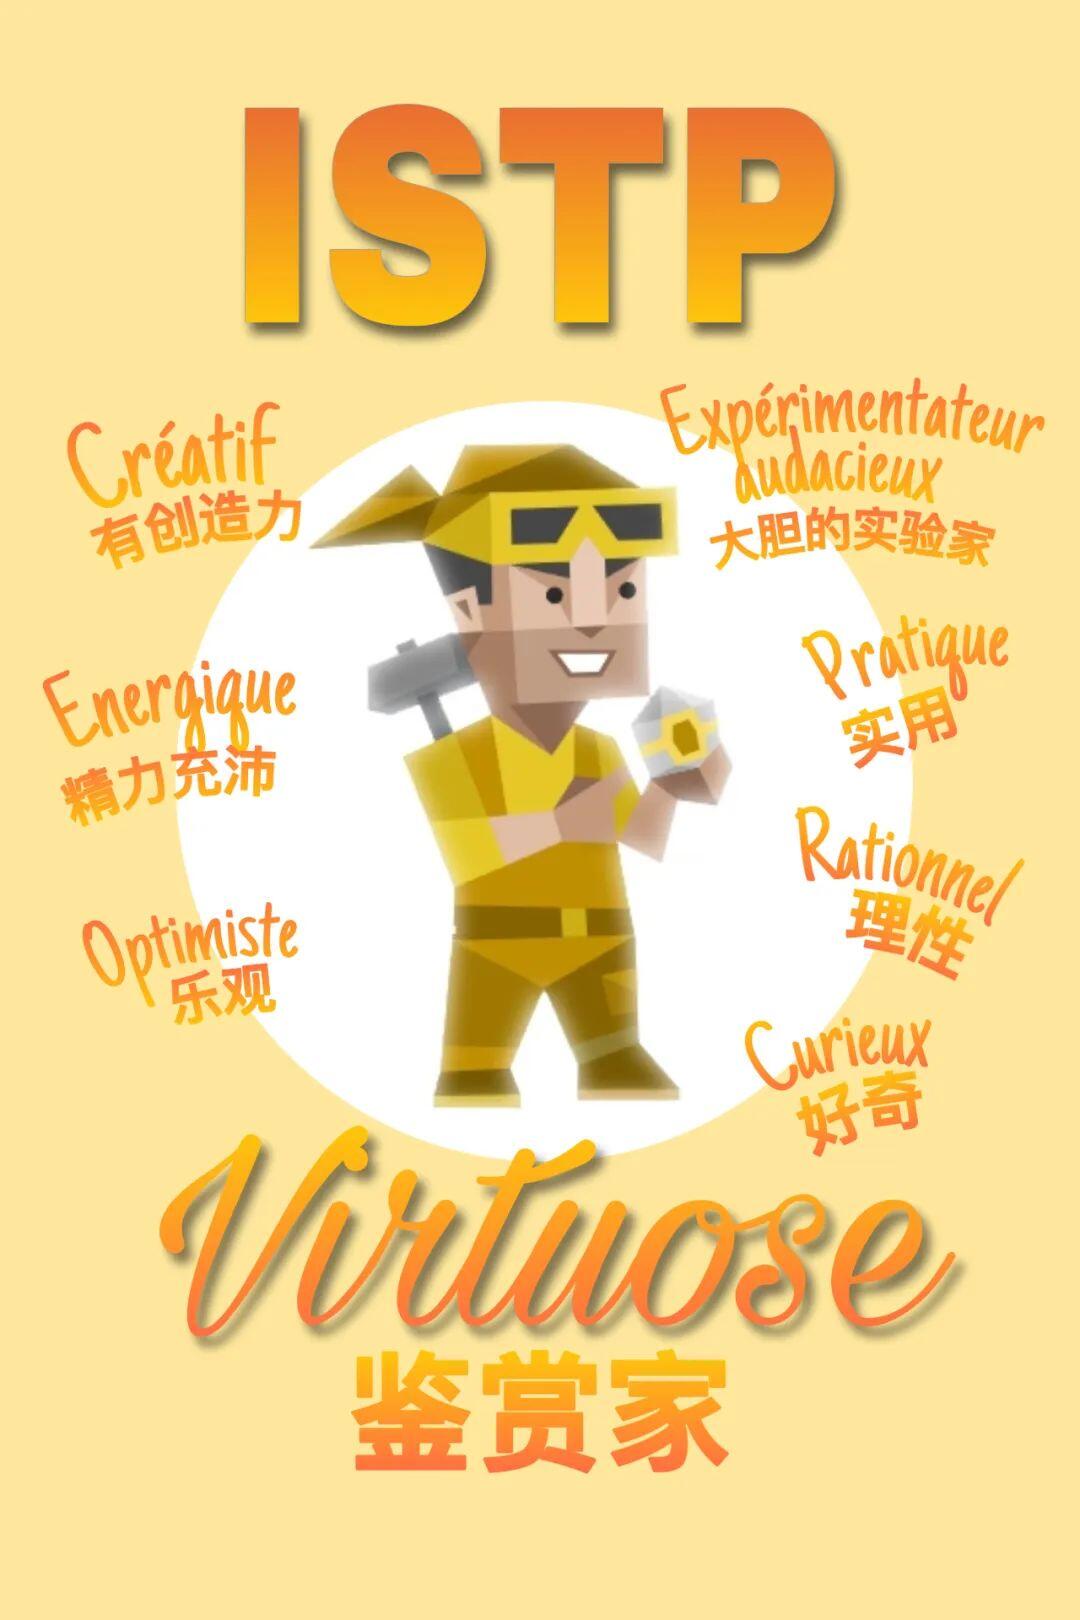 ISTP
Créatif
有创造力
Expérimentateur
audacieux
大胆的实验家
Energique
精力充沛
Pratique
实用
Optimiste
乐观
Rationnel
理性
Curieux
好奇
Virtuose
鉴赏家